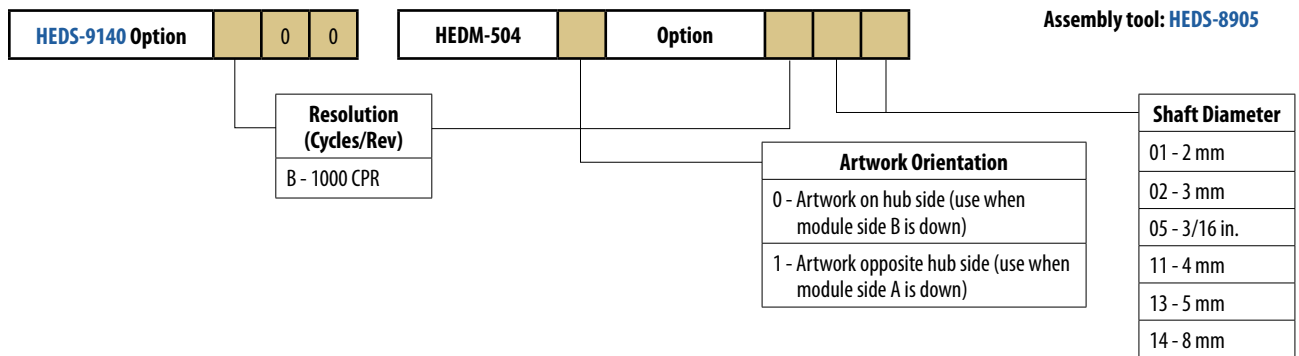 HEDS-9140 Option 0 0
HEDM-504 Option
Assembly tool: HEDS-8905
Resolution
(Cycles/Rev)
B - 1000 CPR
Artwork Orientation
0 - Artwork on hub side (use when
module side B is down)
1 - Artwork opposite hub side (use when
module side A is down)
Shaft Diameter
01 - 2 mm
02 - 3 mm
05 - 3/16 in.
11 - 4 mm
13 - 5 mm
14 - 8 mm